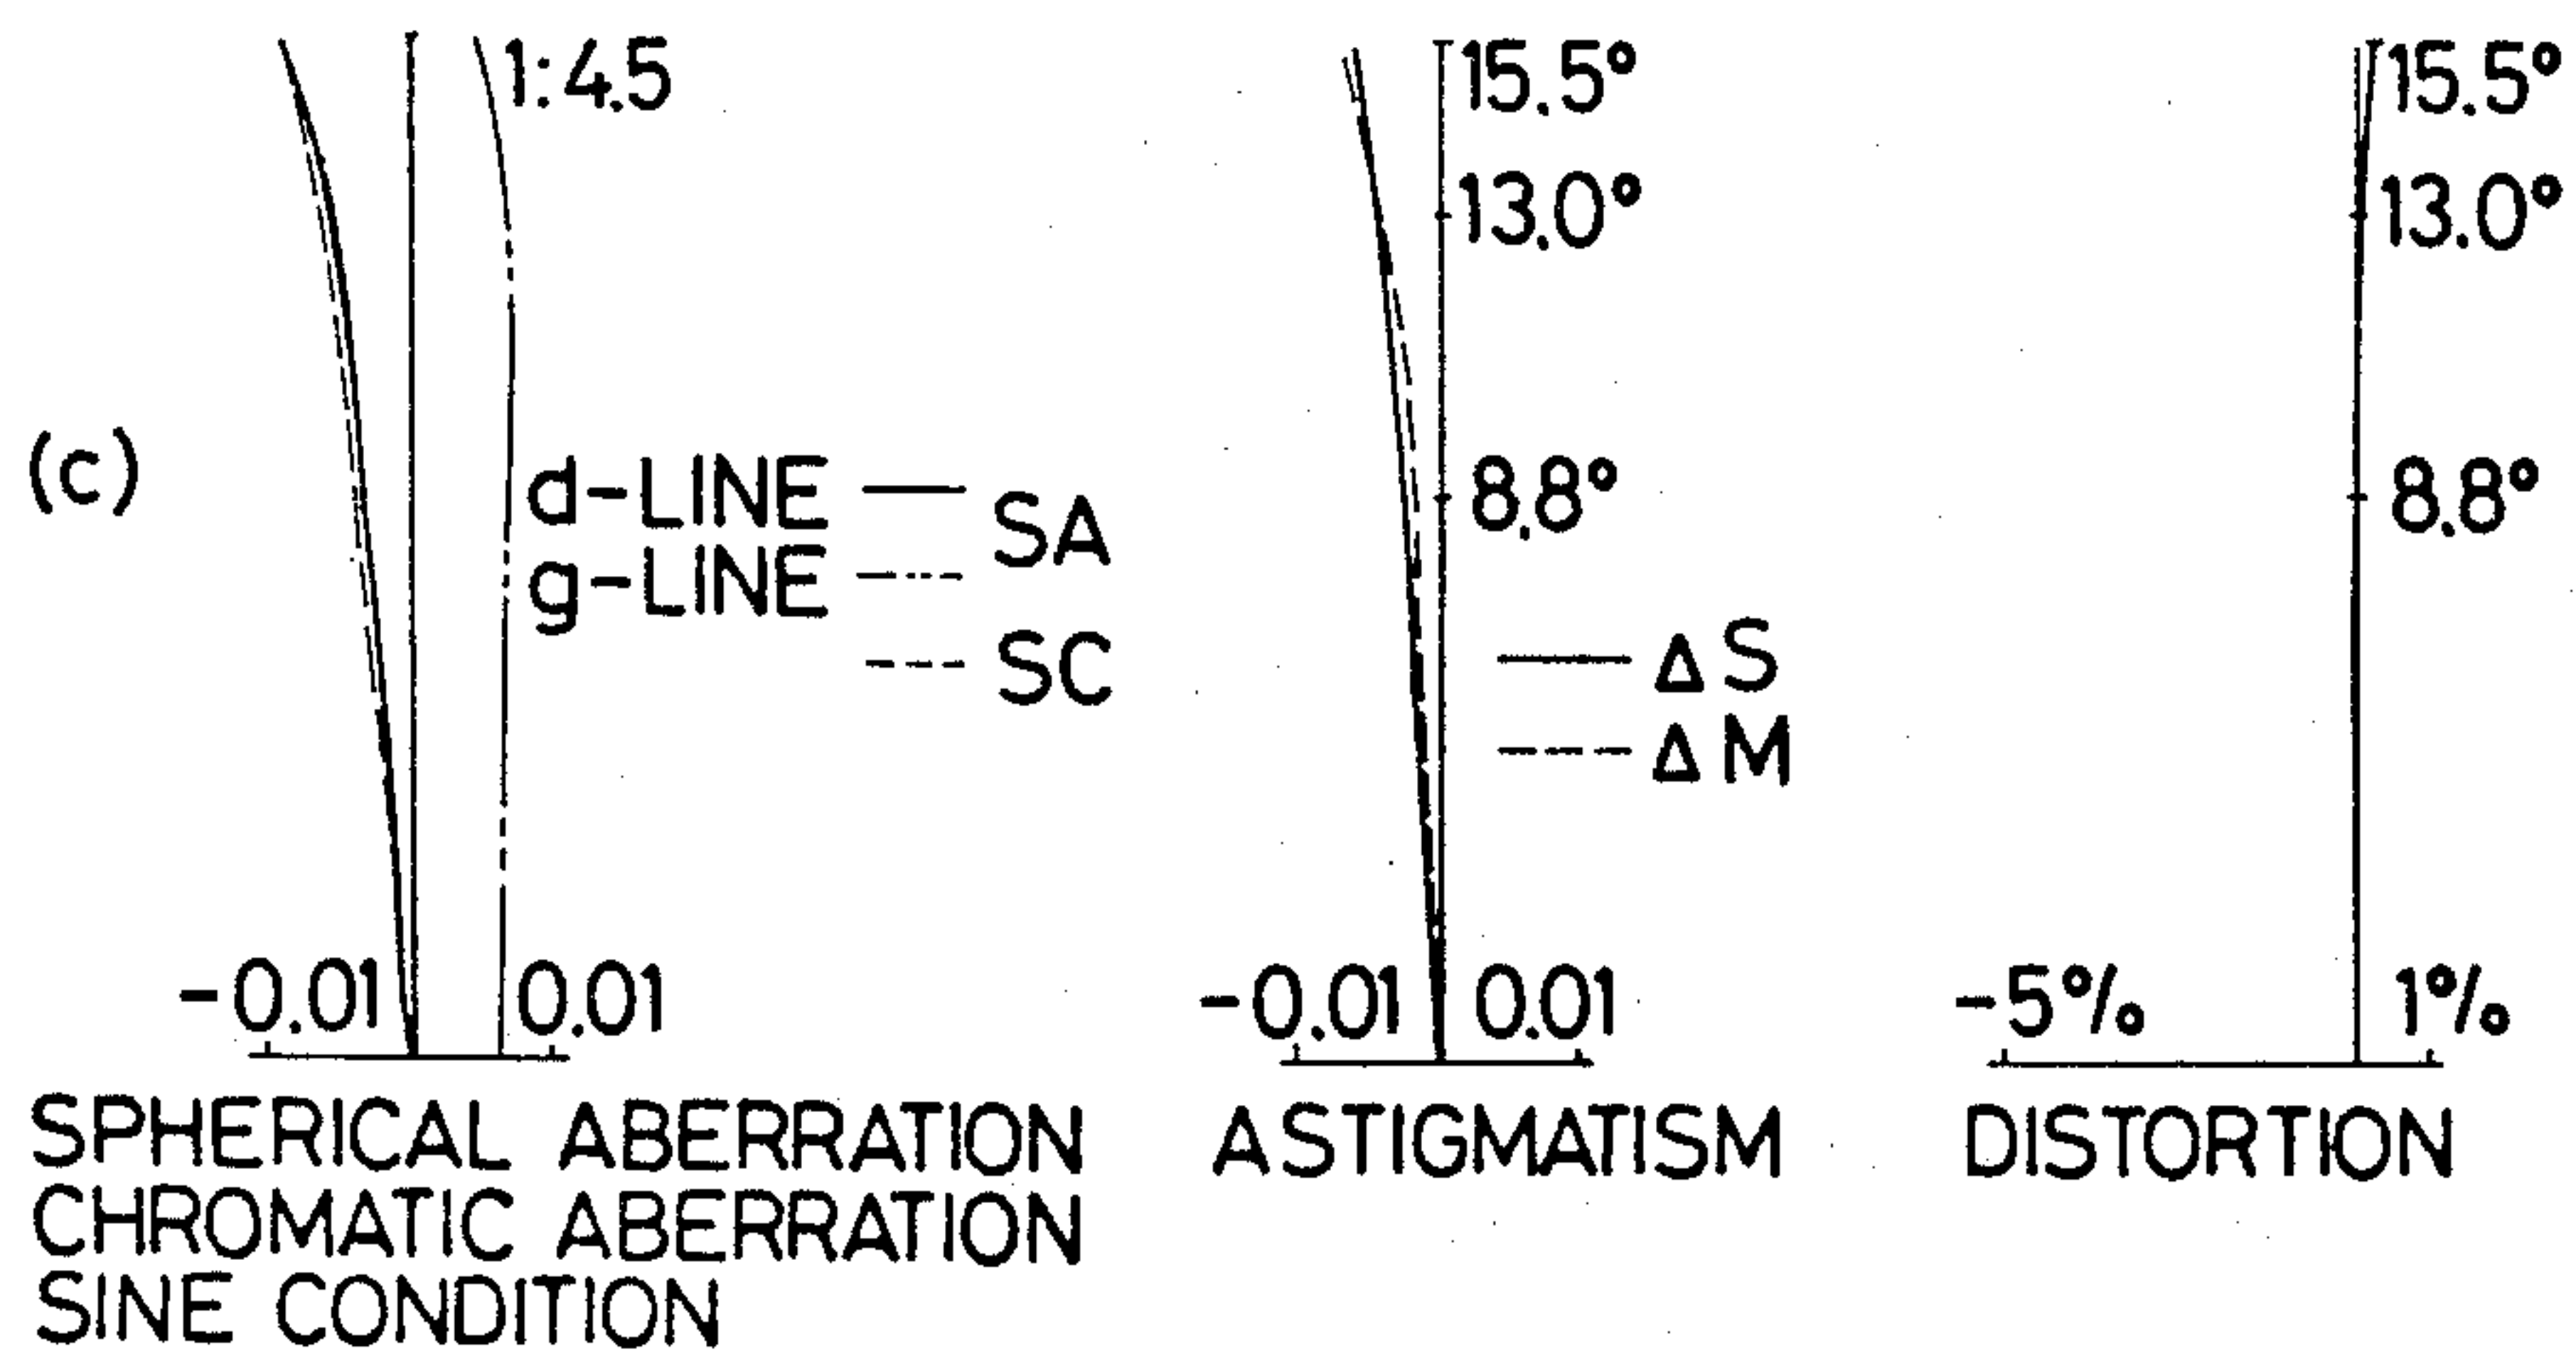 (c)
1:4.5
d-LINE
g-LINE
SA
SC
-0.01 0.01
SPHERICAL ABERRATION
CHROMATIC ABERRATION
SINE CONDITION
15.5°
13.0°
8.8°
ΔS
ΔM
-0.01 0.01
ASTIGMATISM
15.5°
13.0°
8.8°
-5% 1%
DISTORTION